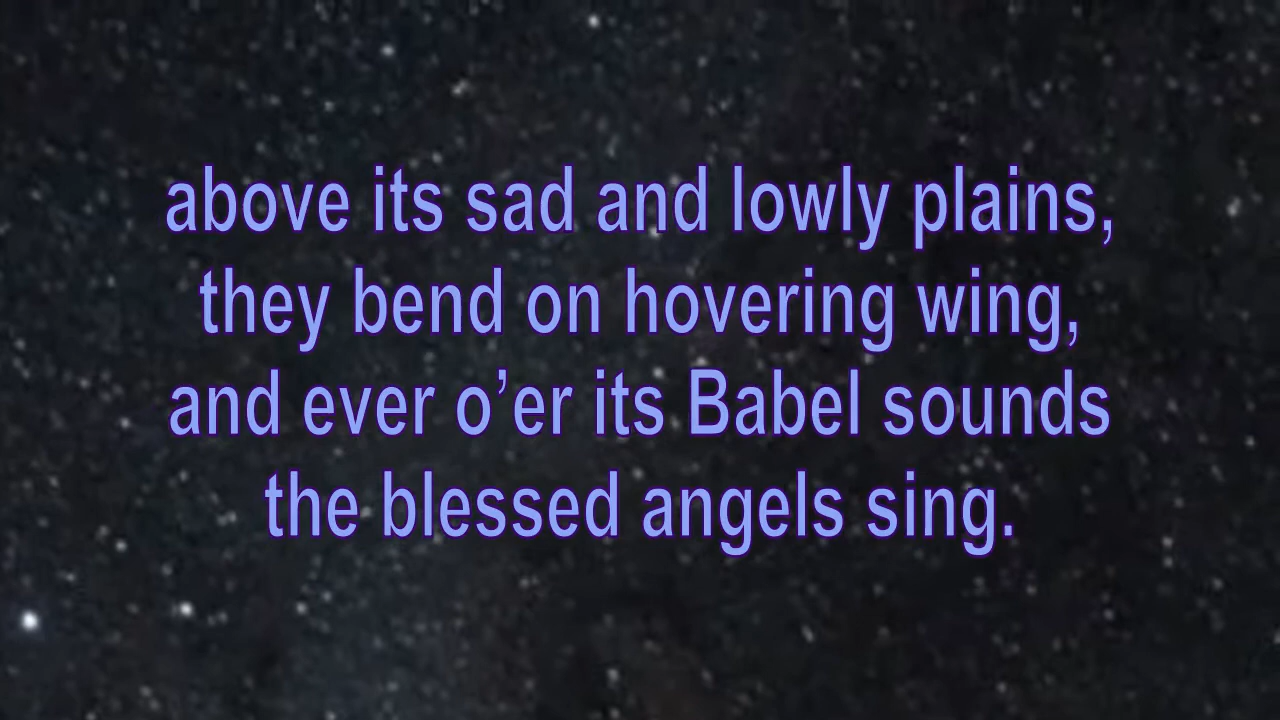 above its sad and lowly plains,
they bend on hovering wing,
and ever o’er its Babel sounds
the blessed angels sing.